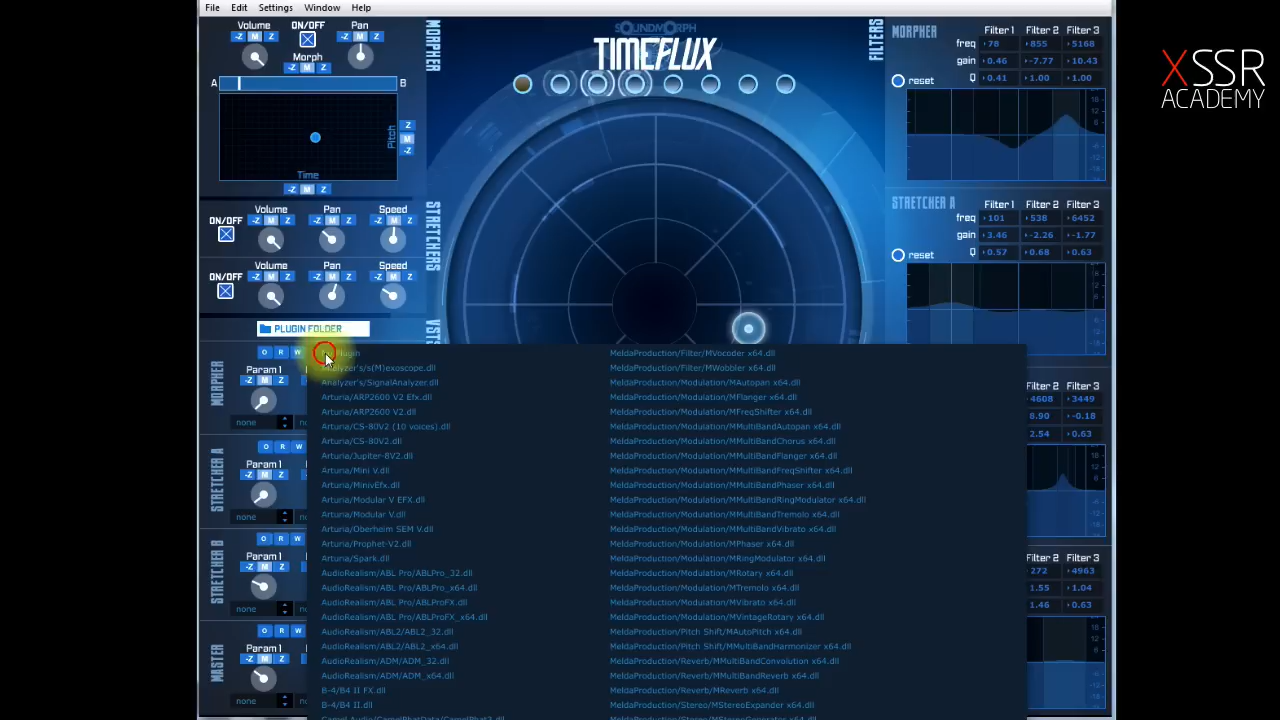 File Edit Settings Window Help
Volume ON/OFF Pan
-Z M Z -Z M Z
Morph
-Z M Z
A B
Pitch
Z
M
-Z
Time
-Z M Z
MORPHER
SOUNDMORPH
TIMEFLUX
FILTERS
XSSR
ACADEMY
MORPHER Filter 1 Filter 2 Filter 3
freq 78 855 5168
gain 0.46 -7.77 10.43
reset Q 0.41 1.00 1.00
Volume Pan Speed
ON/OFF -Z M Z -Z M Z -Z M Z
STRETCHERS
Volume Pan Speed
ON/OFF -Z M Z -Z M Z -Z M Z
STRETCHER A Filter 1 Filter 2 Filter 3
freq 101 538 6452
gain 3.46 -2.26 -1.77
reset Q 0.57 0.68 0.63
PLUGIN FOLDER
VSTS
MORPHER
O R W
Param 1
-Z M Z
none
STRETCHER A
O R W
Param 1
-Z M Z
none
STRETCHER B
O R W
Param 1
-Z M Z
none
MASTER
O R W
Param 1
-Z M Z
none
Arturia/ARP2600 V2 Efx.dll
Arturia/ARP2600 V2.dll
Arturia/CS-80V2 (10 voices).dll
Arturia/CS-80V2.dll
Arturia/Jupiter-8V2.dll
Arturia/Mini V.dll
Arturia/MinivEfx.dll
Arturia/Modular V EFX.dll
Arturia/Modular V.dll
Arturia/Oberheim SEM V.dll
Arturia/Prophet-V2.dll
Arturia/Spark.dll
AudioRealism/ABL Pro/ABLPro_32.dll
AudioRealism/ABL Pro/ABLPro_x64.dll
AudioRealism/ABL Pro/ABLProFX.dll
AudioRealism/ABL Pro/ABLProFX_x64.dll
AudioRealism/ABL2/ABL2_32.dll
AudioRealism/ABL2/ABL2_x64.dll
AudioRealism/ADM/ADM_32.dll
AudioRealism/ADM/ADM_x64.dll
B-4/B4 II FX.dll
B-4/B4 II.dll
MeldaProduction/Filter/MVocoder x64.dll
MeldaProduction/Filter/MWobbler x64.dll
MeldaProduction/Modulation/MAutopan x64.dll
MeldaProduction/Modulation/MFlanger x64.dll
MeldaProduction/Modulation/MFreqShifter x64.dll
MeldaProduction/Modulation/MMultiBandAutopan x64.dll
MeldaProduction/Modulation/MMultiBandChorus x64.dll
MeldaProduction/Modulation/MMultiBandFlanger x64.dll
MeldaProduction/Modulation/MMultiBandFreqShifter x64.dll
MeldaProduction/Modulation/MMultiBandPhaser x64.dll
MeldaProduction/Modulation/MMultiBandRingModulator x64.dll
MeldaProduction/Modulation/MMultiBandTremolo x64.dll
MeldaProduction/Modulation/MMultiBandVibrato x64.dll
MeldaProduction/Modulation/MPhaser x64.dll
MeldaProduction/Modulation/MRingModulator x64.dll
MeldaProduction/Modulation/MRotary x64.dll
MeldaProduction/Modulation/MTremolo x64.dll
MeldaProduction/Modulation/MVibrato x64.dll
MeldaProduction/Modulation/MVintageRotary x64.dll
MeldaProduction/Pitch Shift/MAutoPitch x64.dll
MeldaProduction/Pitch Shift/MMultiBandHarmonizer x64.dll
MeldaProduction/Reverb/MMultiBandConvolution x64.dll
MeldaProduction/Reverb/MMultiBandReverb x64.dll
MeldaProduction/Reverb/MReverb x64.dll
MeldaProduction/Stereo/MStereoExpander x64.dll
Filter 2 Filter 3
4608 3449
8.90 -0.18
2.54 0.63
Filter 2 Filter 3
272 4963
1.55 1.04
1.46 0.63